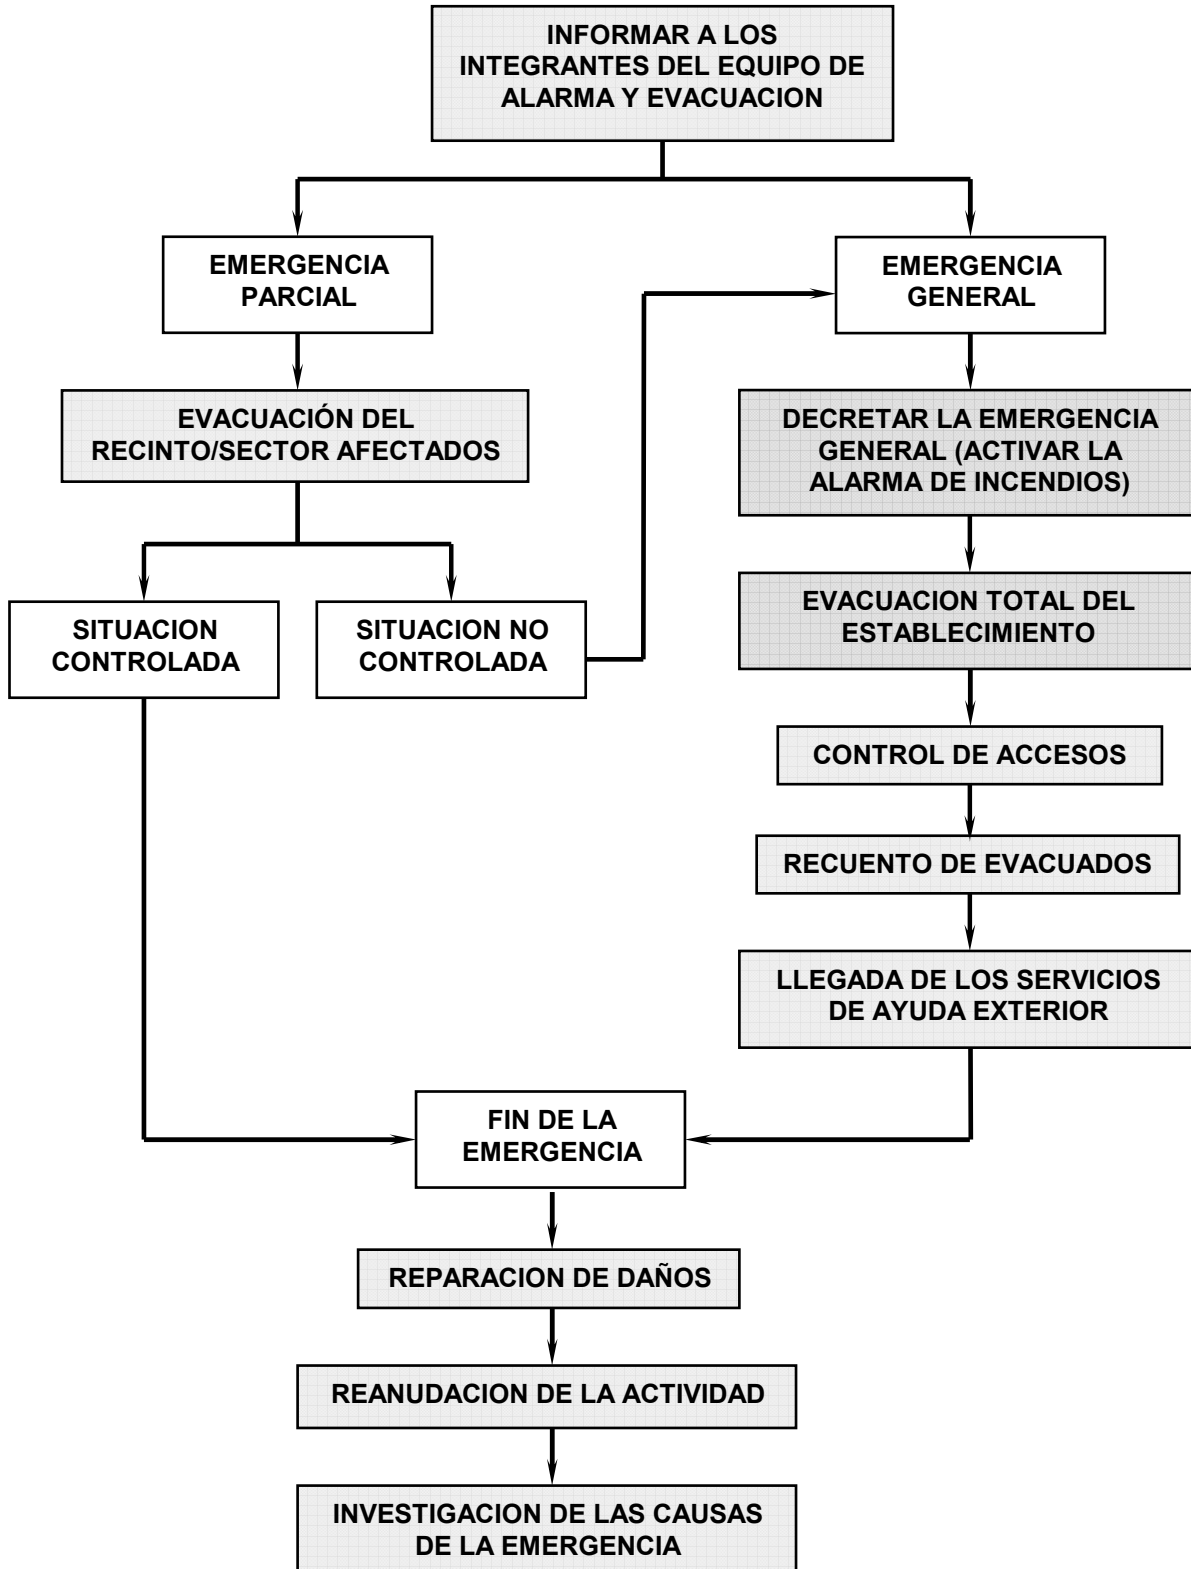 INFORMAR A LOS
INTEGRANTES DEL EQUIPO DE
ALARMA Y EVACUACION
EMERGENCIA
PARCIAL
EMERGENCIA
GENERAL
EVACUACIÓN DEL
RECINTO/SECTOR AFECTADOS
DECRETAR LA EMERGENCIA
GENERAL (ACTIVAR LA
ALARMA DE INCENDIOS)
SITUACION
CONTROLADA
SITUACION NO
CONTROLADA
EVACUACION TOTAL DEL
ESTABLECIMIENTO
CONTROL DE ACCESOS
RECUENTO DE EVACUADOS
LLEGADA DE LOS SERVICIOS
DE AYUDA EXTERIOR
FIN DE LA
EMERGENCIA
REPARACION DE DAÑOS
REANUDACION DE LA ACTIVIDAD
INVESTIGACION DE LAS CAUSAS
DE LA EMERGENCIA